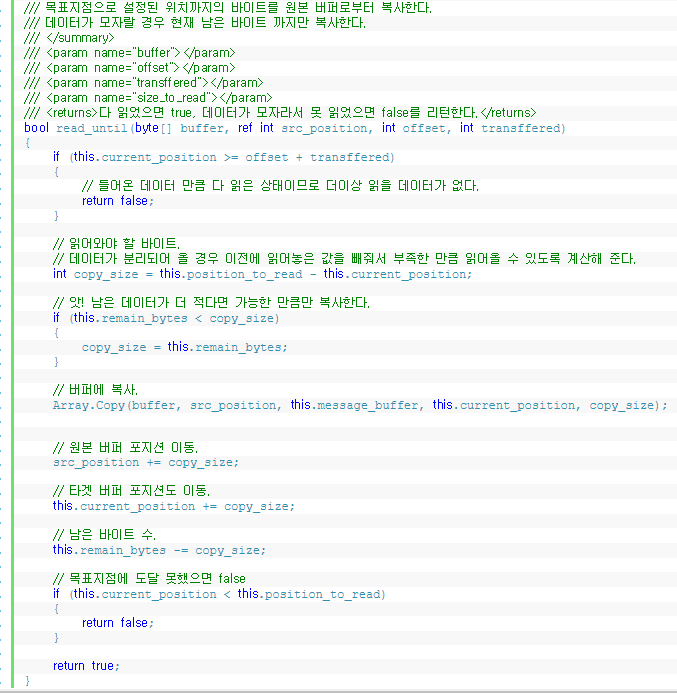 /// 목표지점으로 설정된 위치까지의 바이트를 원본 버퍼로부터 복사한다.
/// 데이터가 모자랄 경우 현재 남은 바이트 까지만 복사한다.
/// </summary>
/// <param name="buffer"></param>
/// <param name="offset"></param>
/// <param name="transffered"></param>
/// <param name="size_to_read"></param>
/// <returns>다 읽었으면 true, 데이터가 모자라서 못 읽었으면 false를 리턴한다.</returns>
bool read_until(byte[] buffer, ref int src_position, int offset, int transffered)
{
if (this.current_position >= offset + transffered)
{
// 들어온 데이터 만큼 다 읽은 상태이므로 더이상 읽을 데이터가 없다.
return false;
}
// 읽어와야 할 바이트.
// 데이터가 분리되어 올 경우 이전에 읽어놓은 값을 빼줘서 부족한 만큼 읽어올 수 있도록 계산해 준다.
int copy_size = this.position_to_read - this.current_position;
// 앗! 남은 데이터가 더 적다면 가능한 만큼만 복사한다.
if (this.remain_bytes < copy_size)
{
copy_size = this.remain_bytes;
}
// 버퍼에 복사.
Array.Copy(buffer, src_position, this.message_buffer, this.current_position, copy_size);
// 원본 버퍼 포지션 이동.
src_position += copy_size;
// 타겟 버퍼 포지션도 이동.
this.current_position += copy_size;
// 남은 바이트 수.
this.remain_bytes -= copy_size;
// 목표지점에 도달 못했으면 false
if (this.current_position < this.position_to_read)
{
return false;
}
return true;
}